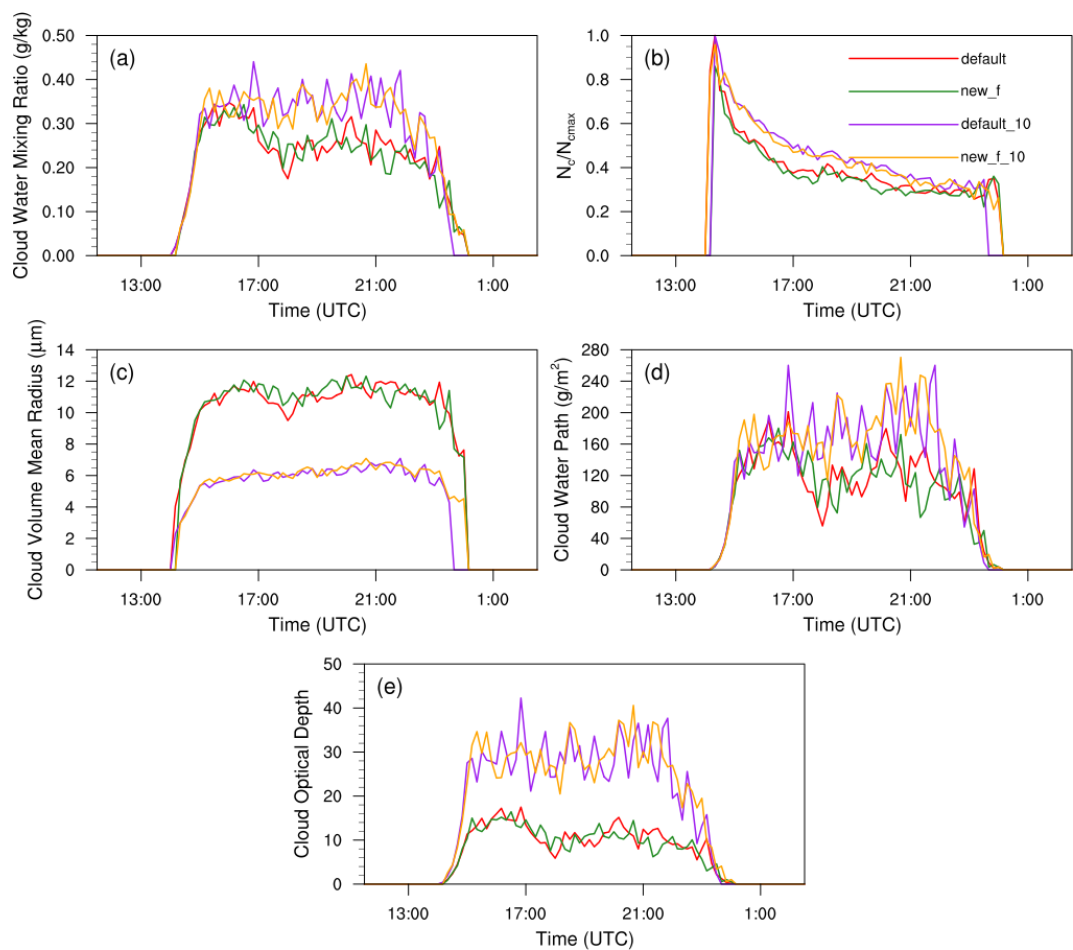 Cloud Water Mixing Ratio (g/kg)
0.50
0.40
0.30
0.20
0.10
0.00
(a)
13:00 17:00 21:00 1:00
Time (UTC)
N_c/N_cmax
1.0
0.8
0.6
0.4
0.2
0.0
(b)
default
new_f
default_10
new_f_10
13:00 17:00 21:00 1:00
Time (UTC)
Cloud Volume Mean Radius (μm)
14
12
10
8
6
4
2
0
(c)
13:00 17:00 21:00 1:00
Time (UTC)
Cloud Water Path (g/m²)
280
240
200
160
120
80
40
0
(d)
13:00 17:00 21:00 1:00
Time (UTC)
Cloud Optical Depth
50
40
30
20
10
0
(e)
13:00 17:00 21:00 1:00
Time (UTC)